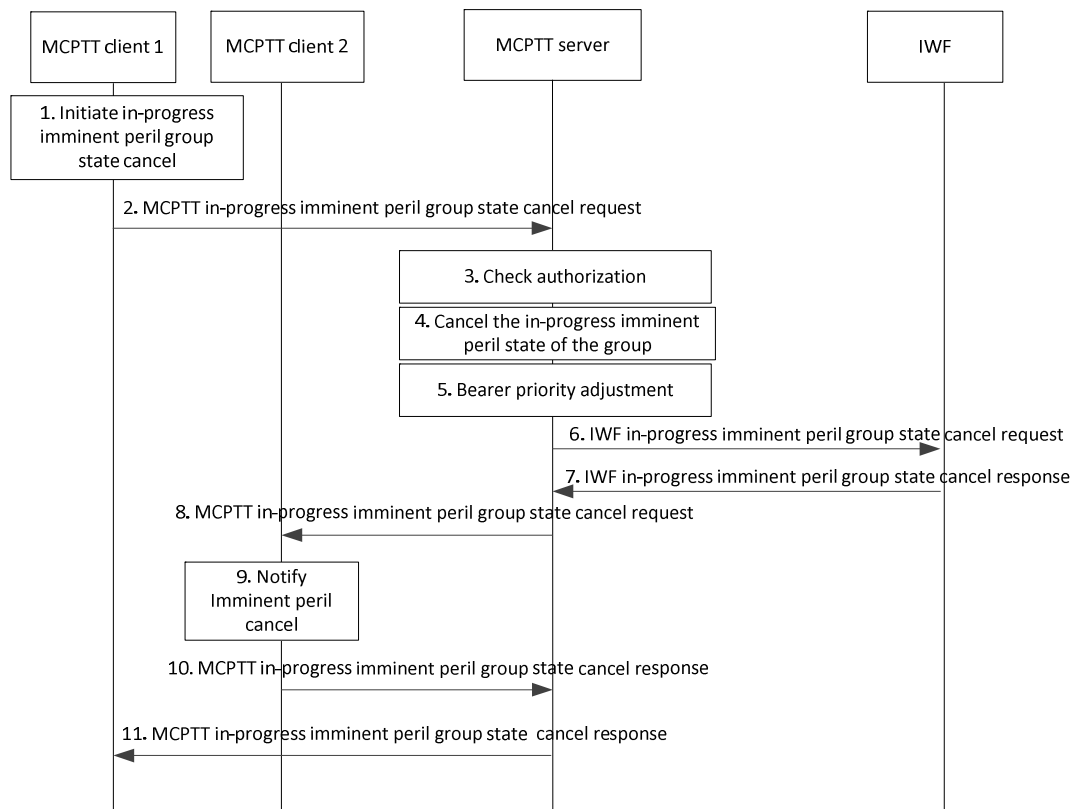 MCPTT client 1
MCPTT client 2
MCPTT server
IWF
1. Initiate in-progress
imminent peril group
state cancel
2. MCPTT in-progress imminent peril group state cancel request
3. Check authorization
4. Cancel the in-progress imminent
peril state of the group
5. Bearer priority adjustment
6. IWF in-progress imminent peril group state cancel request
7. IWF in-progress imminent peril group state cancel response
8. MCPTT in-progress imminent peril group state cancel request
9. Notify
Imminent peril
cancel
10. MCPTT in-progress imminent peril group state cancel response
11. MCPTT in-progress imminent peril group state cancel response